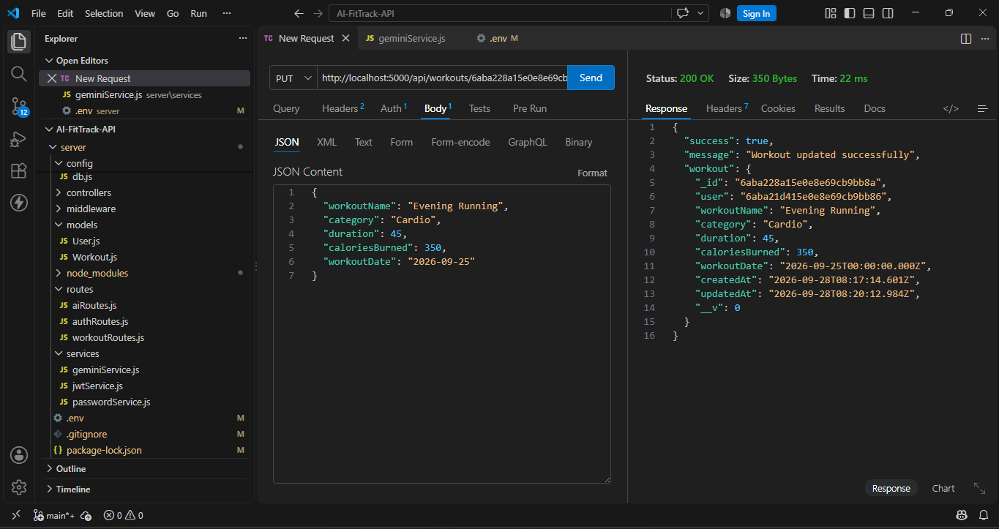 File Edit Selection View Go Run ···
AI-FitTrack-API
Sign In
Explorer ···
Open Editors
TC New Request
JS geminiService.js server\services
.env server M
AI-FitTrack-API
server
config
JS db.js
controllers
middleware
models
JS User.js
JS Workout.js
node_modules
routes
JS aiRoutes.js
JS authRoutes.js
JS workoutRoutes.js
services
JS geminiService.js
JS jwtService.js
JS passwordService.js
.env M
.gitignore M
{} package-lock.json M
Outline
Timeline
12
TC New Request
JS geminiService.js
.env M
···
PUT http://localhost:5000/api/workouts/6aba228a15e0e8e69cb Send
Query Headers 2 Auth 1 Body 1 Tests Pre Run
JSON XML Text Form Form-encode GraphQL Binary
JSON Content Format
1 {
2 "workoutName": "Evening Running",
3 "category": "Cardio",
4 "duration": 45,
5 "caloriesBurned": 350,
6 "workoutDate": "2026-09-25"
7 }
Status: 200 OK Size: 350 Bytes Time: 22 ms
Response Headers 7 Cookies Results Docs </>
1 {
2 "success": true,
3 "message": "Workout updated successfully",
4 "workout": {
5 "_id": "6aba228a15e0e8e69cb9bb8a",
6 "user": "6aba21d415e0e8e69cb9bb86",
7 "workoutName": "Evening Running",
8 "category": "Cardio",
9 "duration": 45,
10 "caloriesBurned": 350,
11 "workoutDate": "2026-09-25T00:00:00.000Z",
12 "createdAt": "2026-09-28T08:17:14.601Z",
13 "updatedAt": "2026-09-28T08:20:12.984Z",
14 "__v": 0
15 }
16 }
Response Chart
main*+ 0 0